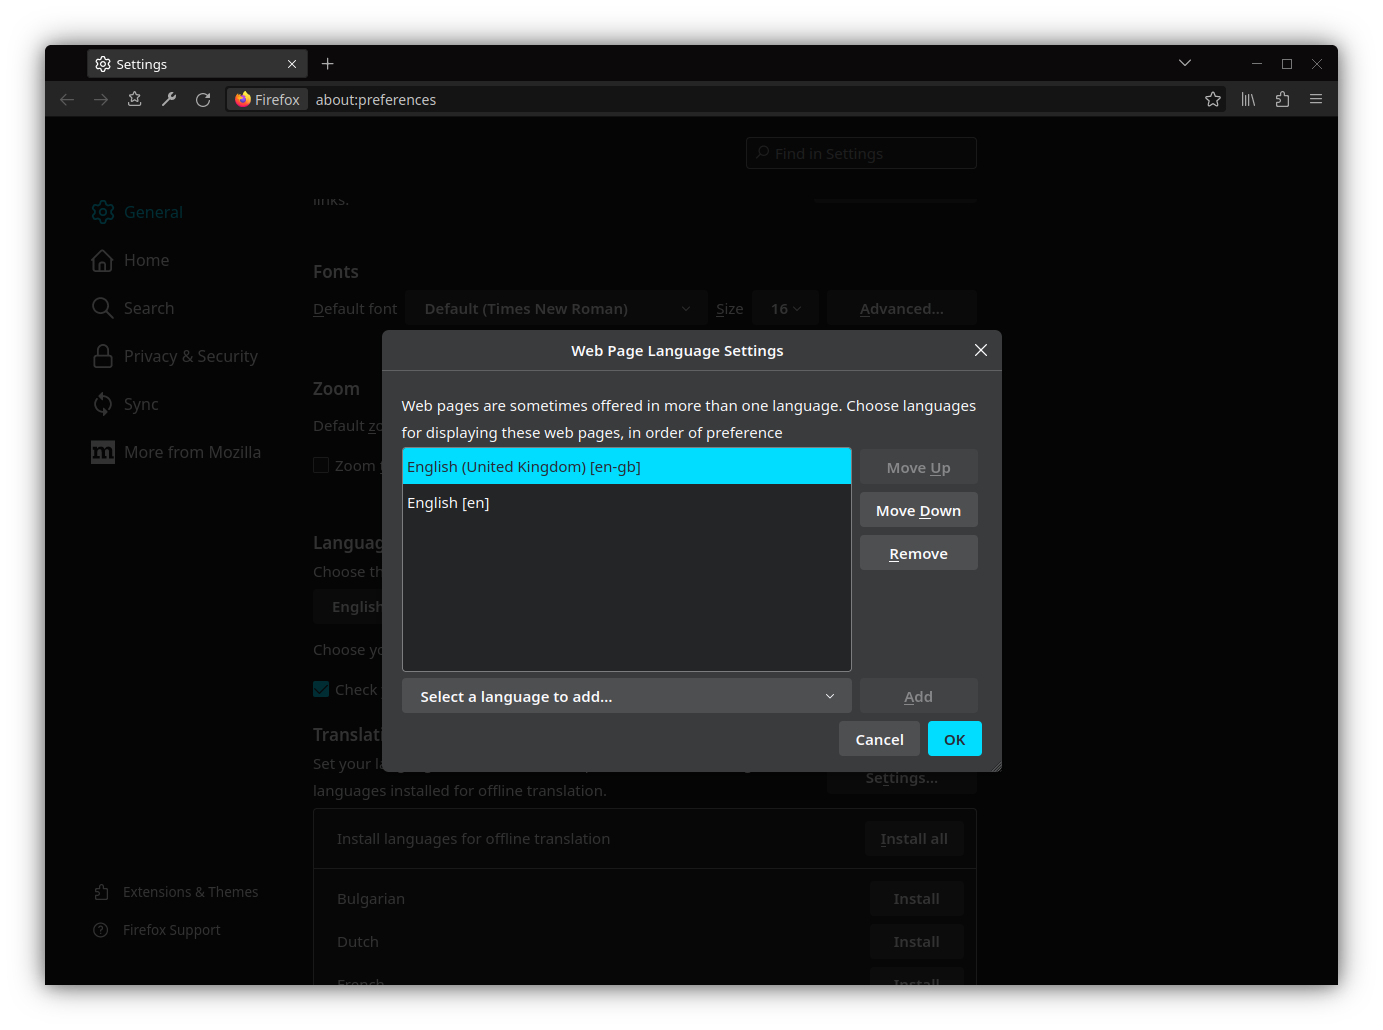 Settings
Firefox about:preferences
Find in Settings
links.
General
Home
Search
Privacy & Security
Sync
More from Mozilla
Extensions & Themes
Firefox Support
Fonts
Default font Default (Times New Roman) Size 16 Advanced...
Zoom
Default
Zoom
Choose
English
Choose
Check
Set your
Settings...
languages installed for offline translation.
Install languages for offline translation Install all
Bulgarian Install
Dutch Install
French Install
Web Page Language Settings
Web pages are sometimes offered in more than one language. Choose languages
for displaying these web pages, in order of preference
English (United Kingdom) [en-gb]
English [en]
Move Up
Move Down
Remove
Select a language to add... Add
Cancel OK